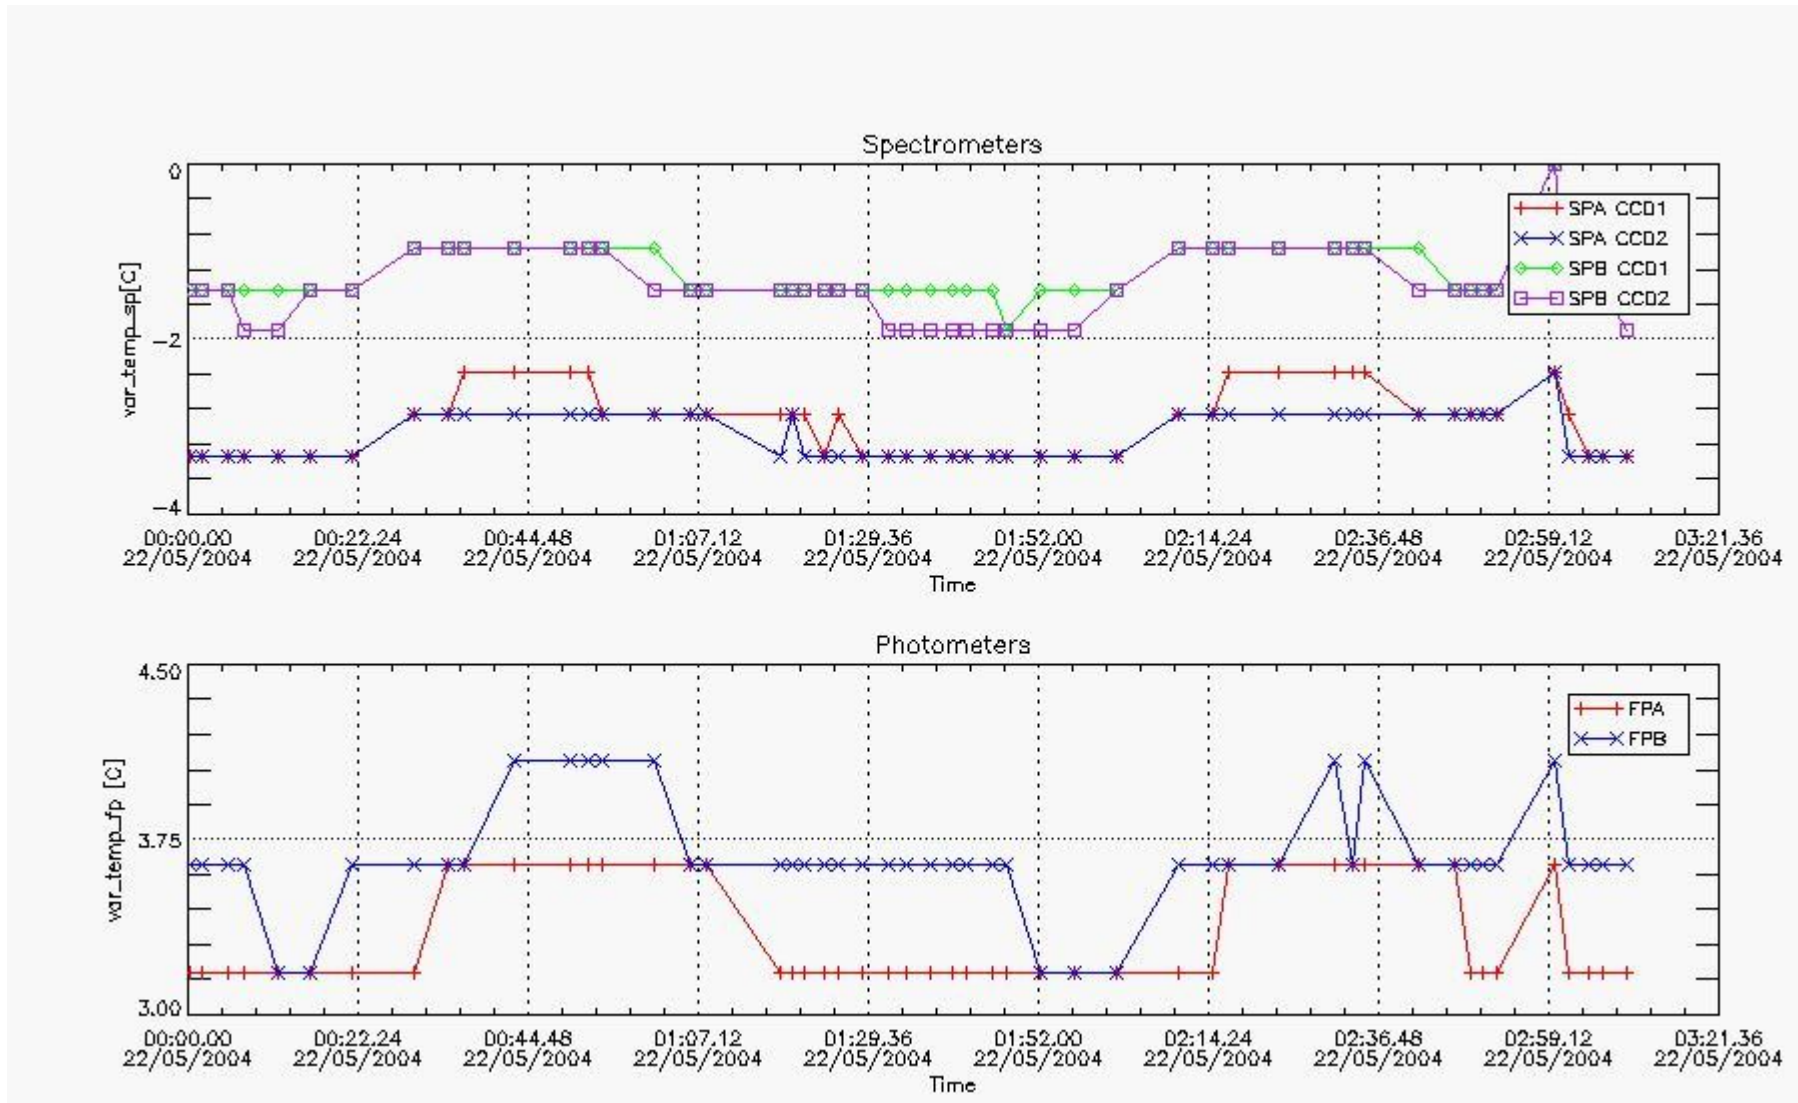 Spectrometers
0
-2
-4
var_temp_sp[C]
SPA CCD1
SPA CCD2
SPB CCD1
SPB CCD2
00:00.00 00:22.24 00:44.48 01:07.12 01:29.36 01:52.00 02:14.24 02:36.48 02:59.12 03:21.36
22/05/2004 22/05/2004 22/05/2004 22/05/2004 22/05/2004 22/05/2004 22/05/2004 22/05/2004 22/05/2004 22/05/2004
Time
Photometers
4.50
3.75
3.00
var_temp_fp [C]
FPA
FPB
00:00.00 00:22.24 00:44.48 01:07.12 01:29.36 01:52.00 02:14.24 02:36.48 02:59.12 03:21.36
22/05/2004 22/05/2004 22/05/2004 22/05/2004 22/05/2004 22/05/2004 22/05/2004 22/05/2004 22/05/2004 22/05/2004
Time